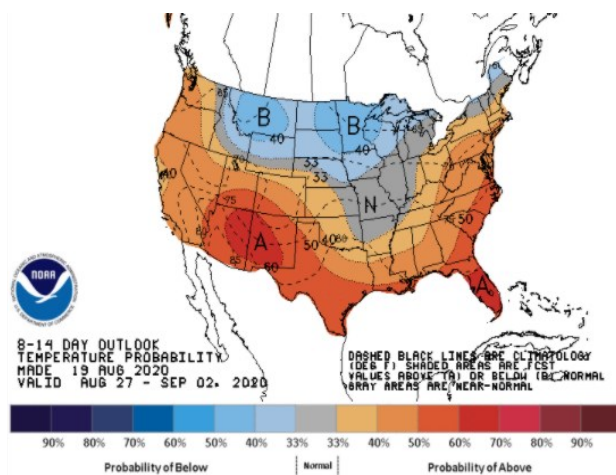 B
B
40
40
33
33
N
A
50
40
60
50
A
NOAA
8-14 DAY OUTLOOK
TEMPERATURE PROBABILITY
MADE 19 AUG 2020
VALID AUG 27 - SEP 02, 2020
DASHED BLACK LINES ARE CLIMATOLOGY
(DEG F) SHADED AREAS ARE FCST
VALUES ABOVE (A) OR BELOW (B) NORMAL
GRAY AREAS ARE NEAR-NORMAL
90% 80% 70% 60% 50% 40% 33% 33% 40% 50% 60% 70% 80% 90%
Probability of Below Normal Probability of Above